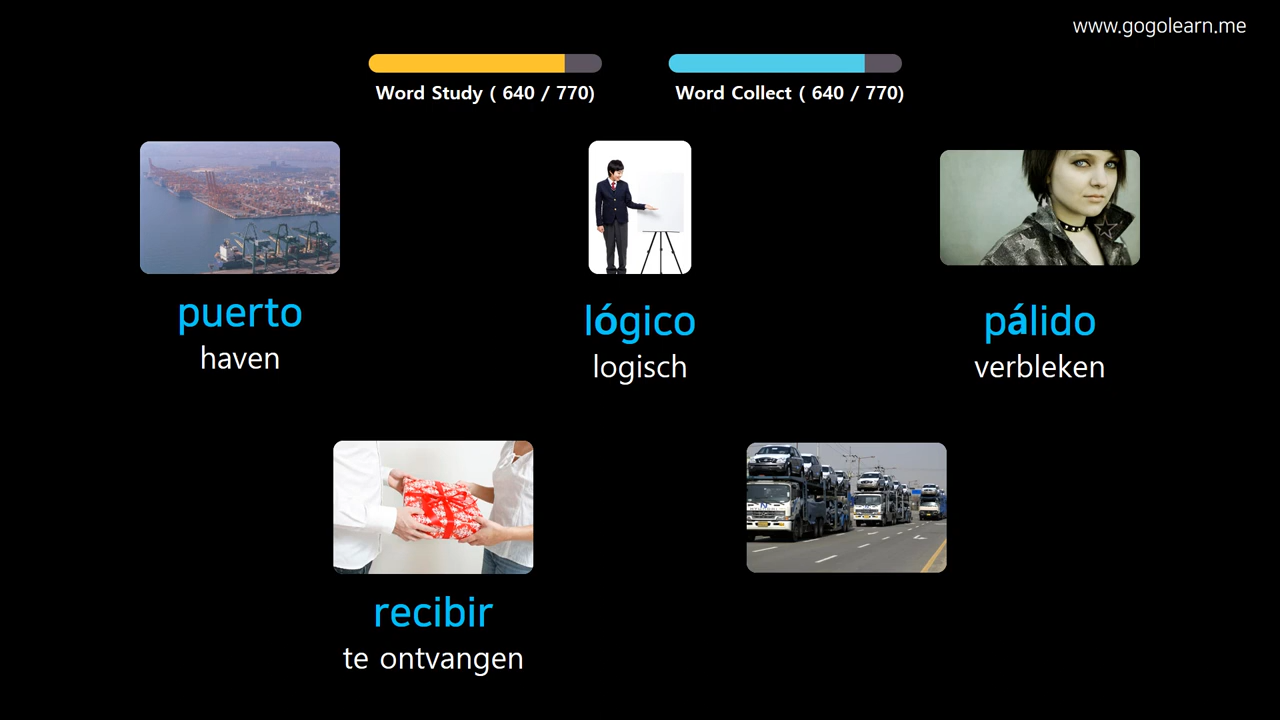 www.gogolearn.me
Word Study ( 640 / 770)
Word Collect ( 640 / 770)
puerto
haven
lógico
logisch
pálido
verbleken
recibir
te ontvangen